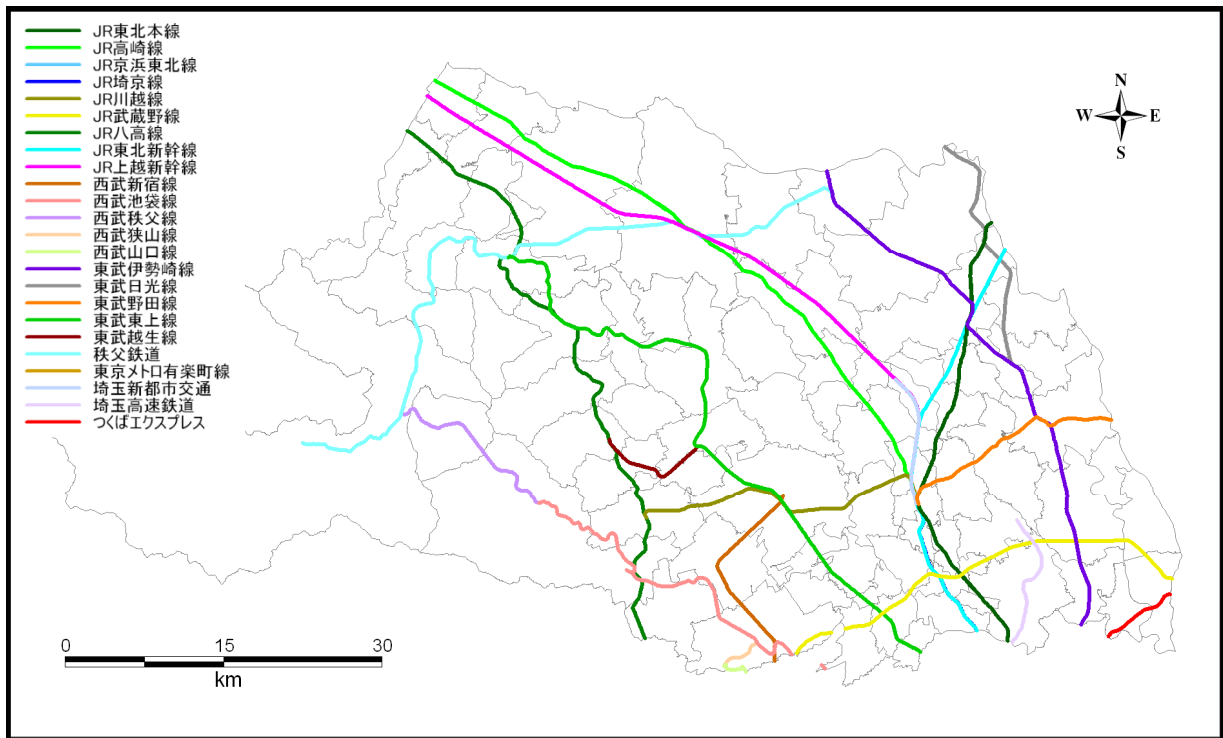 JR東北本線
JR高崎線
JR京浜東北線
JR埼京線
JR川越線
JR武蔵野線
JR八高線
JR東北新幹線
JR上越新幹線
西武新宿線
西武池袋線
西武秩父線
西武狭山線
西武山口線
東武伊勢崎線
東武日光線
東武野田線
東武東上線
東武越生線
秩父鉄道
東京メトロ有楽町線
埼玉新都市交通
埼玉高速鉄道
つくばエクスプレス
N
W E
S
0 15 30
km